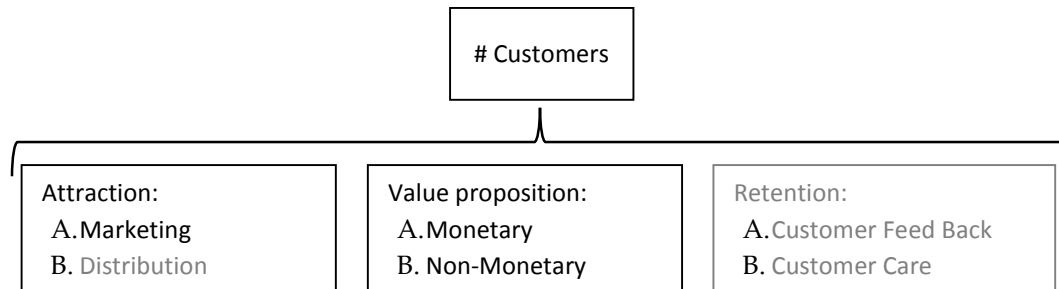 # Customers
Attraction:
A. Marketing
B. Distribution
Value proposition:
A. Monetary
B. Non-Monetary
Retention:
A. Customer Feed Back
B. Customer Care